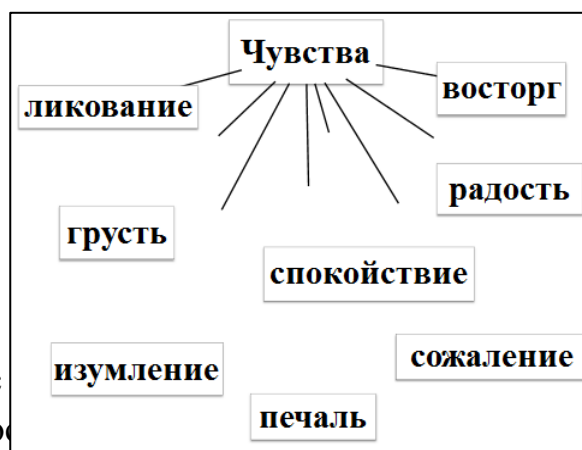 Чувства
ликование
восторг
радость
грусть
спокойствие
сожаление
изумление
печаль